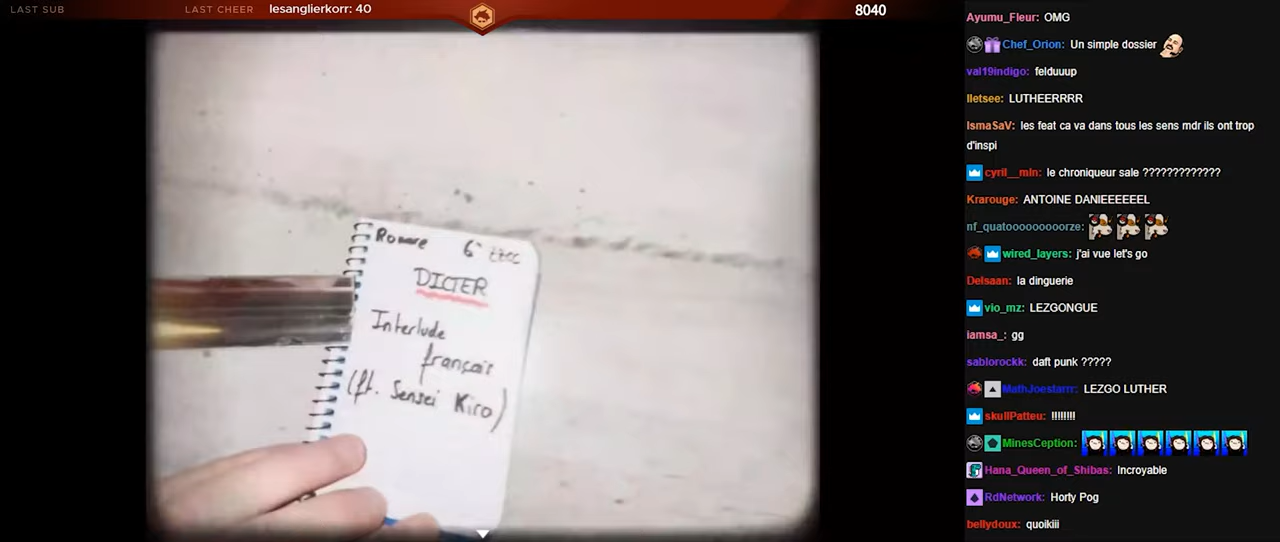 LAST SUB
LAST CHEER lesanglierkorr: 40
8040
Romare 6e
DICTER
Interlude
français
(ft. Sensei Kiro)
Ayumu_Fleur: OMG
Chef_Orion: Un simple dossier
val19indigo: felduuup
lletsee: LUTHEERRRR
IsmaSaV: les feat ca va dans tous les sens mdr ils ont trop
d'inspi
cyril__mln: le chroniqueur sale ?????????????
Krarouge: ANTOINE DANIEEEEEEL
nf_quatooooooooorze:
wired_layers: j'ai vue let's go
Delsaan: la dinguerie
vio_mz: LEZGONGUE
iamsa_: gg
sablorockk: daft punk ?????
MathJoestarrr: LEZGO LUTHER
skullPatteu: !!!!!!!!
MinesCeption:
Hana_Queen_of_Shibas: Incroyable
RdNetwork: Horty Pog
bellydoux: quoikiii